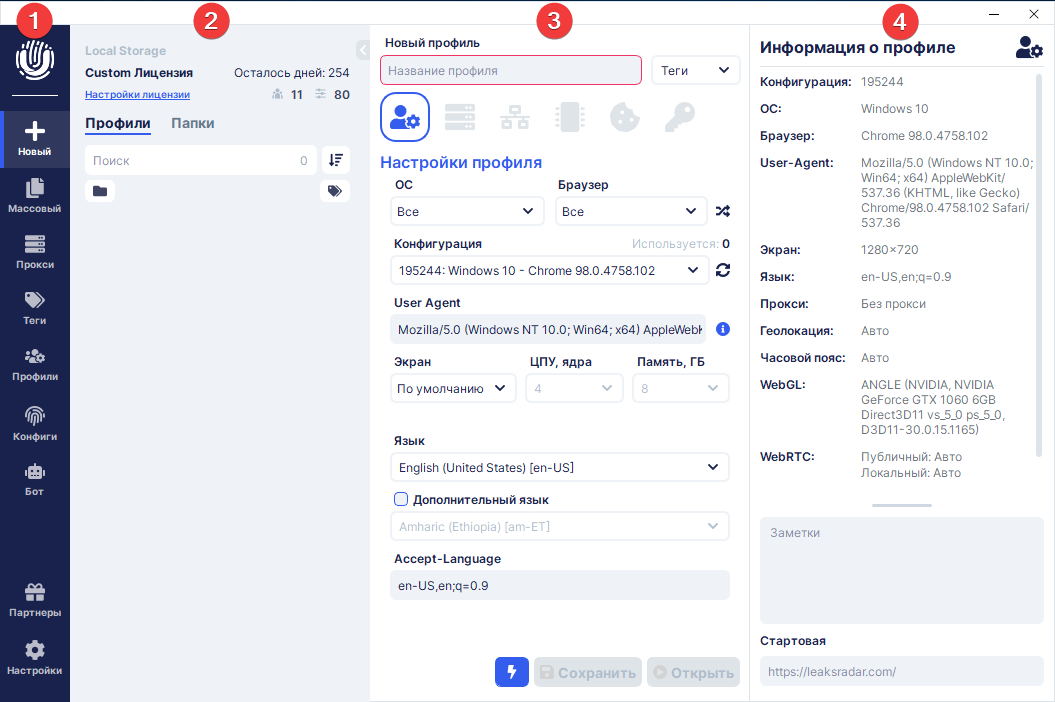 1
2
3
4
Новый
Массовый
Прокси
Теги
Профили
Конфиги
Бот
Партнеры
Настройки
Local Storage
Custom Лицензия
Осталось дней: 254
Настройки лицензии
11
80
Профили
Папки
Поиск
0
Новый профиль
Название профиля
Теги
Настройки профиля
ОС
Браузер
Все
Все
Конфигурация
Используется: 0
195244: Windows 10 - Chrome 98.0.4758.102
User Agent
Mozilla/5.0 (Windows NT 10.0; Win64; x64) AppleWebK
Экран
ЦПУ, ядра
Память, ГБ
По умолчанию
4
8
Язык
English (United States) [en-US]
Дополнительный язык
Amharic (Ethiopia) [am-ET]
Accept-Language
en-US,en;q=0.9
Сохранить
Открыть
Информация о профиле
Конфигурация: 195244
ОС: Windows 10
Браузер: Chrome 98.0.4758.102
User-Agent: Mozilla/5.0 (Windows NT 10.0;
Win64; x64) AppleWebKit/
537.36 (KHTML, like Gecko)
Chrome/98.0.4758.102 Safari/
537.36
Экран: 1280×720
Язык: en-US,en;q=0.9
Прокси: Без прокси
Геолокация: Авто
Часовой пояс: Авто
WebGL: ANGLE (NVIDIA, NVIDIA
GeForce GTX 1060 6GB
Direct3D11 vs_5_0 ps_5_0,
D3D11-30.0.15.1165)
WebRTC: Публичный: Авто
Локальный: Авто
Заметки
Стартовая
https://leaksradar.com/